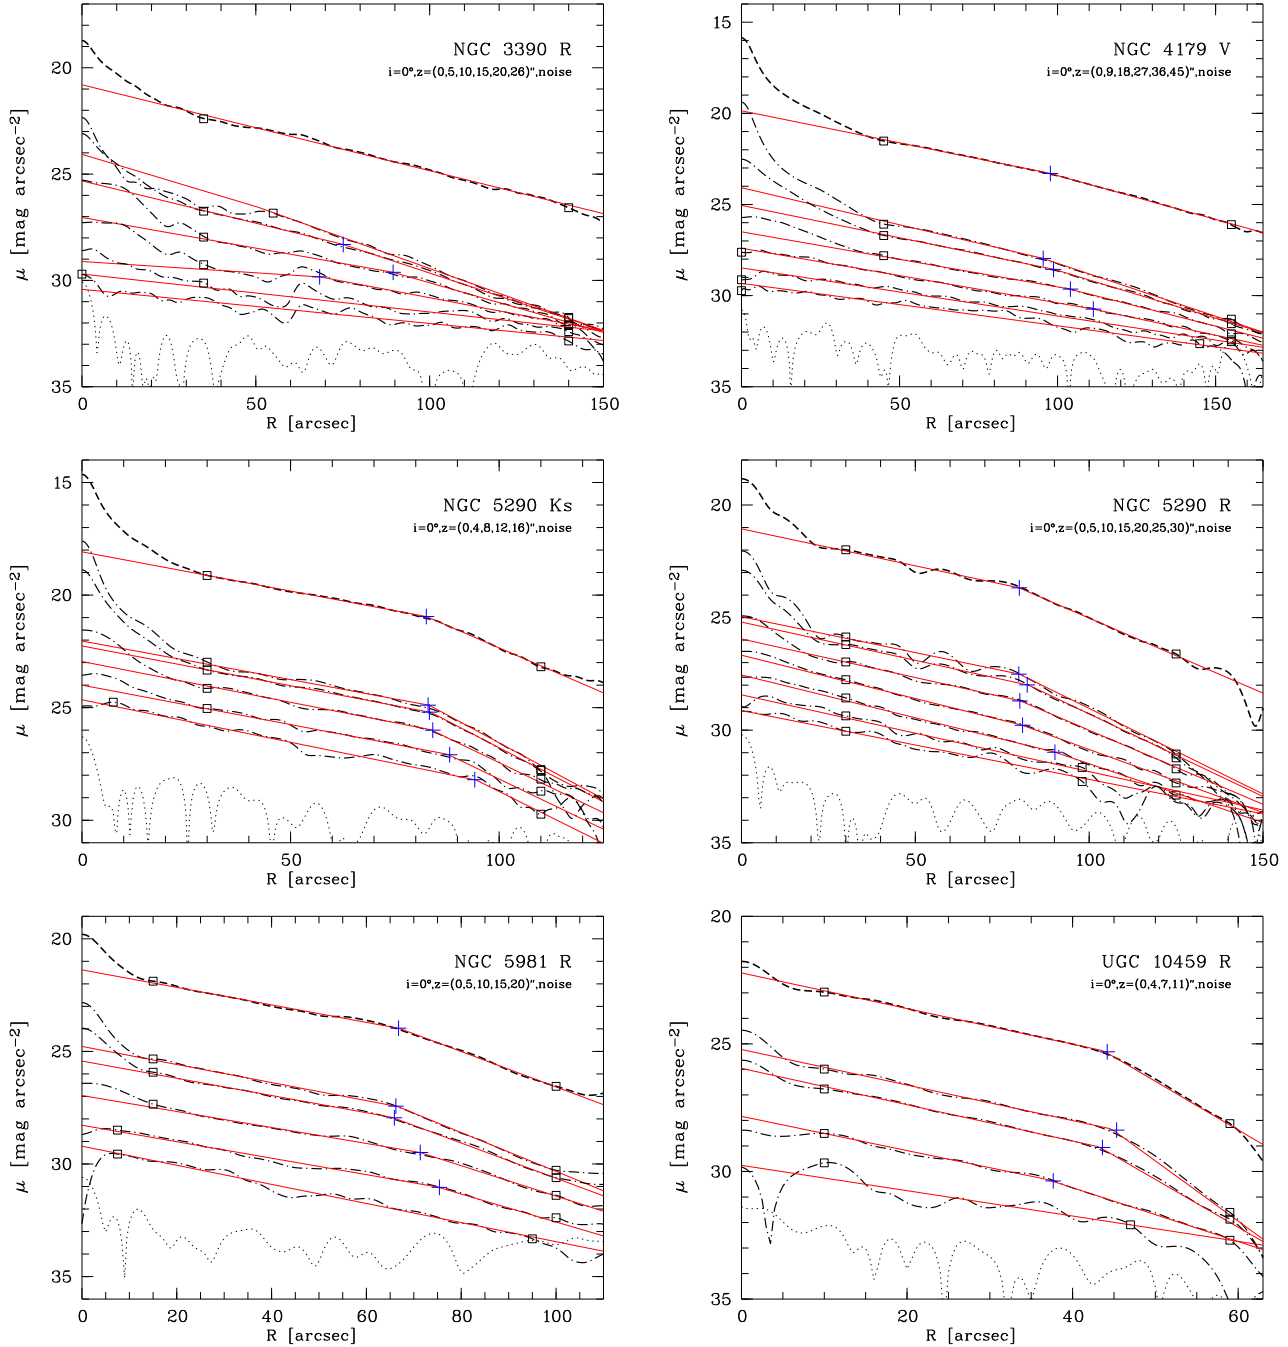 NGC 3390 R
i=0°,z=(0,5,10,15,20,26)",noise
20
25
30
35
μ [mag arcsec−2]
0
50
100
150
R [arcsec]
NGC 4179 V
i=0°,z=(0,9,18,27,36,45)",noise
15
20
25
30
35
μ [mag arcsec−2]
0
50
100
150
R [arcsec]
NGC 5290 Ks
i=0°,z=(0,4,8,12,16)",noise
15
20
25
30
μ [mag arcsec−2]
0
50
100
R [arcsec]
NGC 5290 R
i=0°,z=(0,5,10,15,20,25,30)",noise
20
25
30
35
μ [mag arcsec−2]
0
50
100
150
R [arcsec]
NGC 5981 R
i=0°,z=(0,5,10,15,20)",noise
20
25
30
35
μ [mag arcsec−2]
0
20
40
60
80
100
R [arcsec]
UGC 10459 R
i=0°,z=(0,4,7,11)",noise
20
25
30
35
μ [mag arcsec−2]
0
20
40
60
R [arcsec]